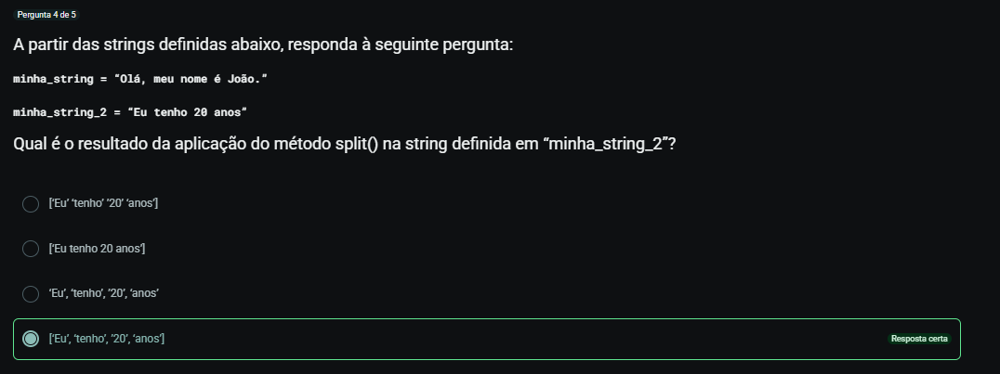 Pergunta 4 de 5
A partir das strings definidas abaixo, responda à seguinte pergunta:
minha_string = “Olá, meu nome é João.”
minha_string_2 = “Eu tenho 20 anos”
Qual é o resultado da aplicação do método split() na string definida em “minha_string_2”?
[‘Eu’ ‘tenho’ ’20’ ‘anos’]
[‘Eu tenho 20 anos’]
‘Eu’, ‘tenho’, ’20’, ‘anos’
[‘Eu’, ‘tenho’, ’20’, ‘anos’]
Resposta certa